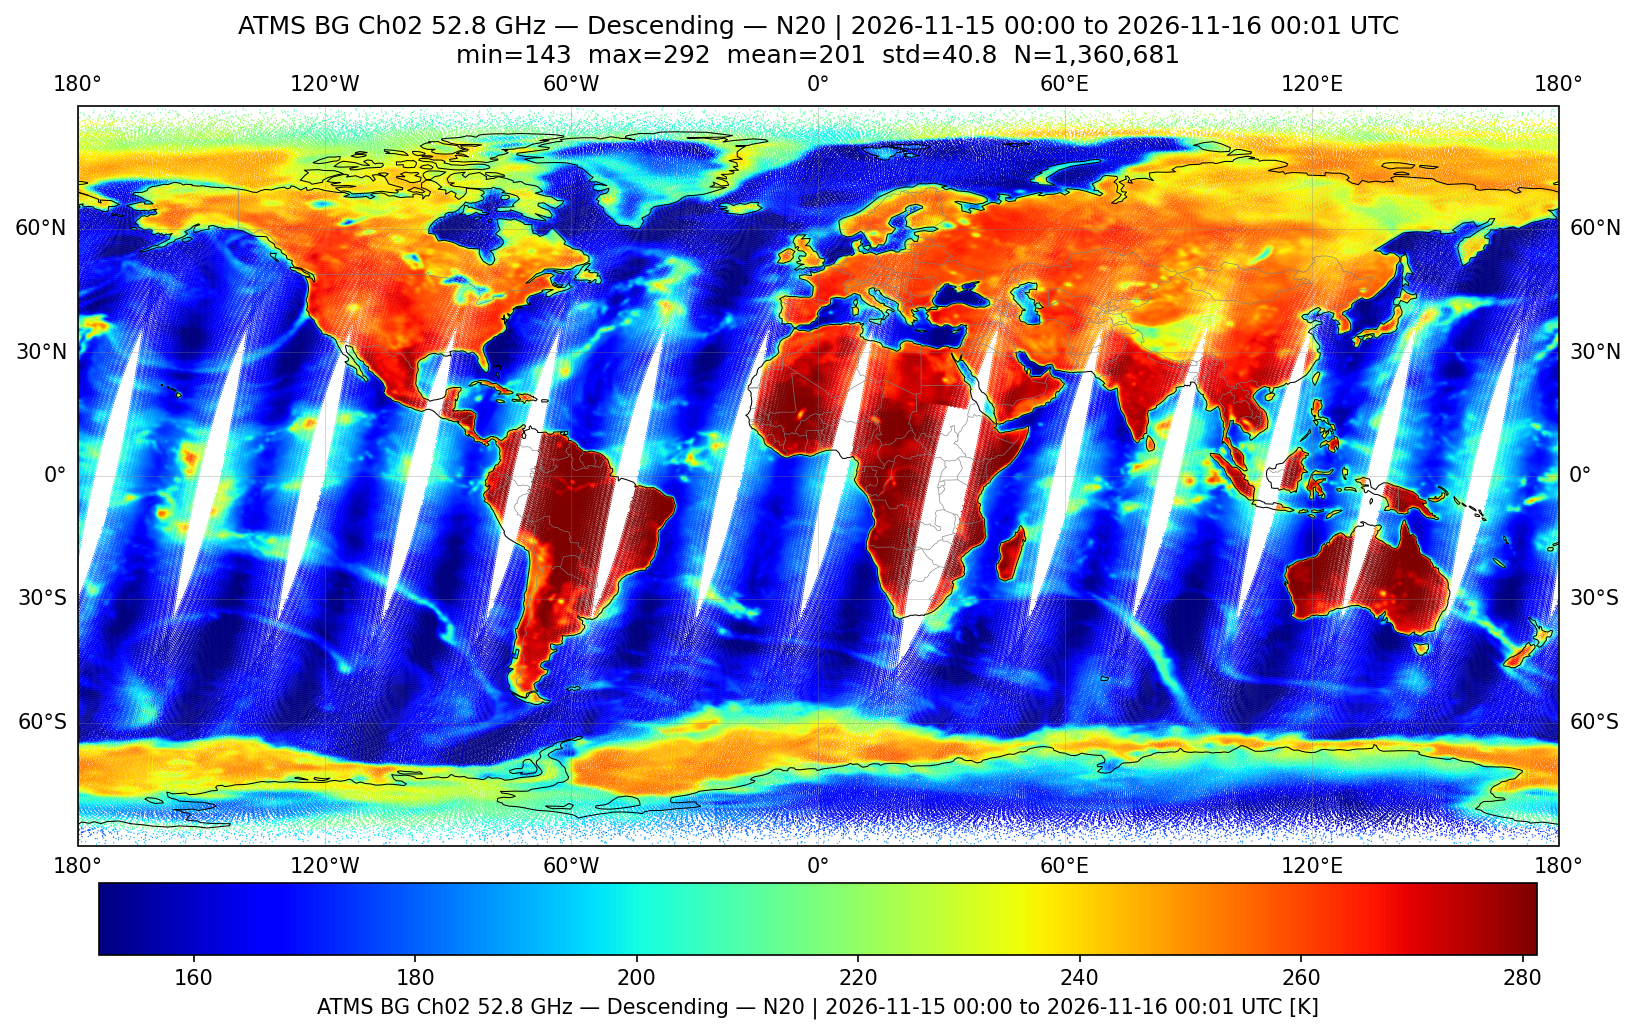 ATMS BG Ch02 52.8 GHz — Descending — N20 | 2026-11-15 00:00 to 2026-11-16 00:01 UTC
min=143  max=292  mean=201  std=40.8  N=1,360,681
180° 120°W 60°W 0° 60°E 120°E 180°
60°N 60°N
30°N 30°N
0° 0°
30°S 30°S
60°S 60°S
180° 120°W 60°W 0° 60°E 120°E 180°
160 180 200 220 240 260 280
ATMS BG Ch02 52.8 GHz — Descending — N20 | 2026-11-15 00:00 to 2026-11-16 00:01 UTC [K]